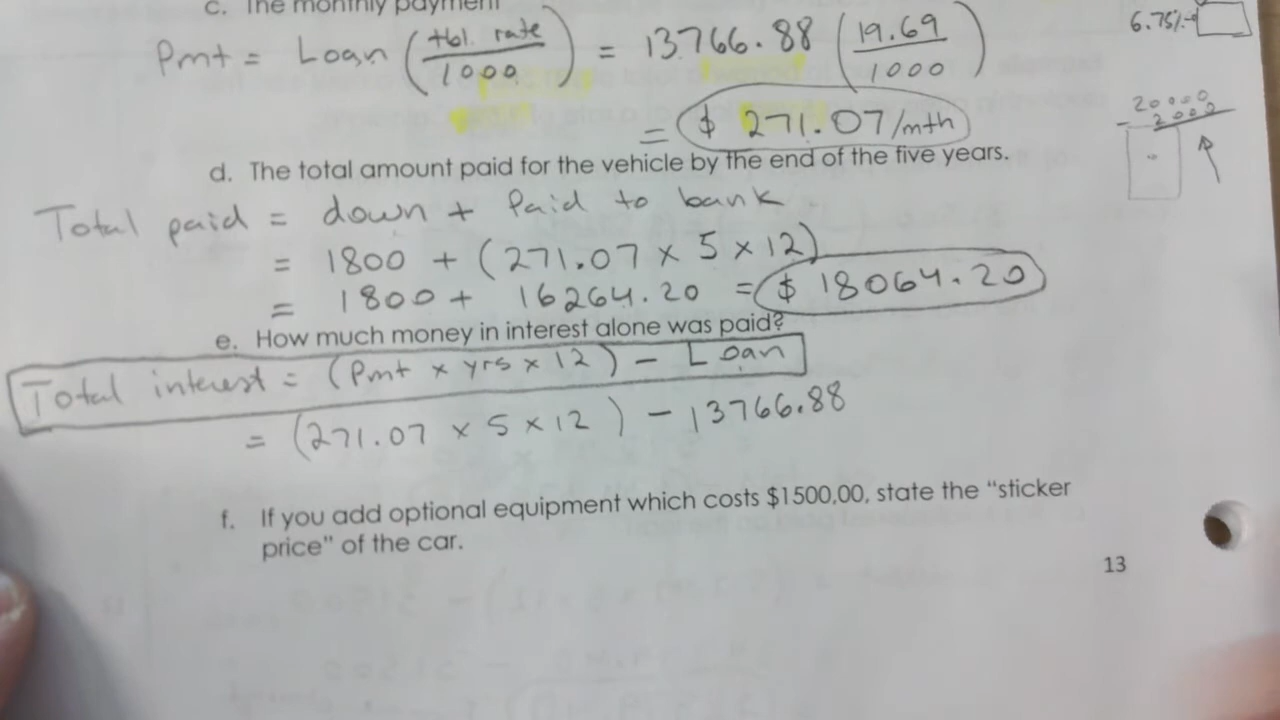 c. The monthly payment
6.75% →
Pmt = Loan (tbl. rate / 1000) = 13766.88 (19.69 / 1000)
= $ 271.07/mth
20000
- 2000
d. The total amount paid for the vehicle by the end of the five years.
Total paid = down + Paid to bank
= 1800 + (271.07 × 5 × 12)
= 1800 + 16264.20 = $ 18064.20
e. How much money in interest alone was paid?
Total interest = (Pmt × yrs × 12) - Loan
= (271.07 × 5 × 12) - 13766.88
f. If you add optional equipment which costs $1500.00, state the "sticker
price" of the car.
13